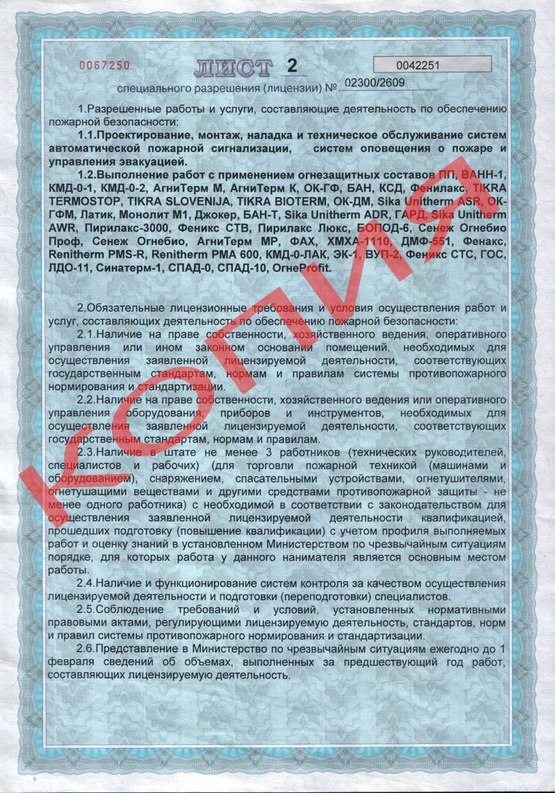 0067250
ЛИСТ 2
0042251
специального разрешения (лицензии) № 02300/2609
1.Разрешенные работы и услуги, составляющие деятельность по обеспечению
пожарной безопасности:
1.1.Проектирование, монтаж, наладка и техническое обслуживание систем
автоматической пожарной сигнализации, систем оповещения о пожаре и
управления эвакуацией.
1.2.Выполнение работ с применением огнезащитных составов ПП, ВАНН-1,
КМД-0-1, КМД-0-2, АгниТерм М, АгниТерм К, ОК-ГФ, БАН, КСД, Фенилакс, TIKRA
TERMOSTOP, TIKRA SLOVENIJA, TIKRA BIOTERM, ОК-ДМ, Sika Unitherm ASR, ОК-
ГФМ, Латик, Монолит М1, Джокер, БАН-Т, Sika Unitherm ADR, ГАРД, Sika Unitherm
AWR, Пирилакс-3000, Феникс СТВ, Пирилакс Люкс, БОПОД-6, Сенеж Огнебио
Проф, Сенеж Огнебио, АгниТерм МР, ФАХ, ХМХА-1110, ДМФ-551, Фенакс,
Renitherm PMS-R, Renitherm PMA 600, КМД-0-ЛАК, ЭК-1, ВУП-2, Феникс СТС, ГОС,
ЛДО-11, Синатерм-1, СПАД-0, СПАД-10, ОгнеProfit.
2.Обязательные лицензионные требования и условия осуществления работ и
услуг, составляющих деятельность по обеспечению пожарной безопасности:
2.1.Наличие на праве собственности, хозяйственного ведения, оперативного
управления или ином законом основании помещений, необходимых для
осуществления заявленной лицензируемой деятельности, соответствующих
государственным стандартам, нормам и правилам системы противопожарного
нормирования и стандартизации.
2.2.Наличие на праве собственности, хозяйственного ведения или оперативного
управления оборудования, приборов и инструментов, необходимых для
осуществления заявленной лицензируемой деятельности, соответствующих
государственным стандартам, нормам и правилам.
2.3.Наличие в штате не менее 3 работников (технических руководителей,
специалистов и рабочих) (для торговли пожарной техникой (машинами и
оборудованием), снаряжением, спасательными устройствами, огнетушителями,
огнетушащими веществами и другими средствами противопожарной защиты - не
менее одного работника) с необходимой в соответствии с законодательством для
осуществления заявленной лицензируемой деятельности квалификацией,
прошедших подготовку (повышение квалификации) с учетом профиля выполняемых
работ и оценку знаний в установленном Министерством по чрезвычайным ситуациям
порядке, для которых работа у данного нанимателя является основным местом
работы.
2.4.Наличие и функционирование систем контроля за качеством осуществления
лицензируемой деятельности и подготовки (переподготовки) специалистов.
2.5.Соблюдение требований и условий, установленных нормативными
правовыми актами, регулирующими лицензируемую деятельность, стандартов, норм
и правил системы противопожарного нормирования и стандартизации.
2.6.Представление в Министерство по чрезвычайным ситуациям ежегодно до 1
февраля сведений об объемах, выполненных за предшествующий год работ,
составляющих лицензируемую деятельность.
КОПИЯ